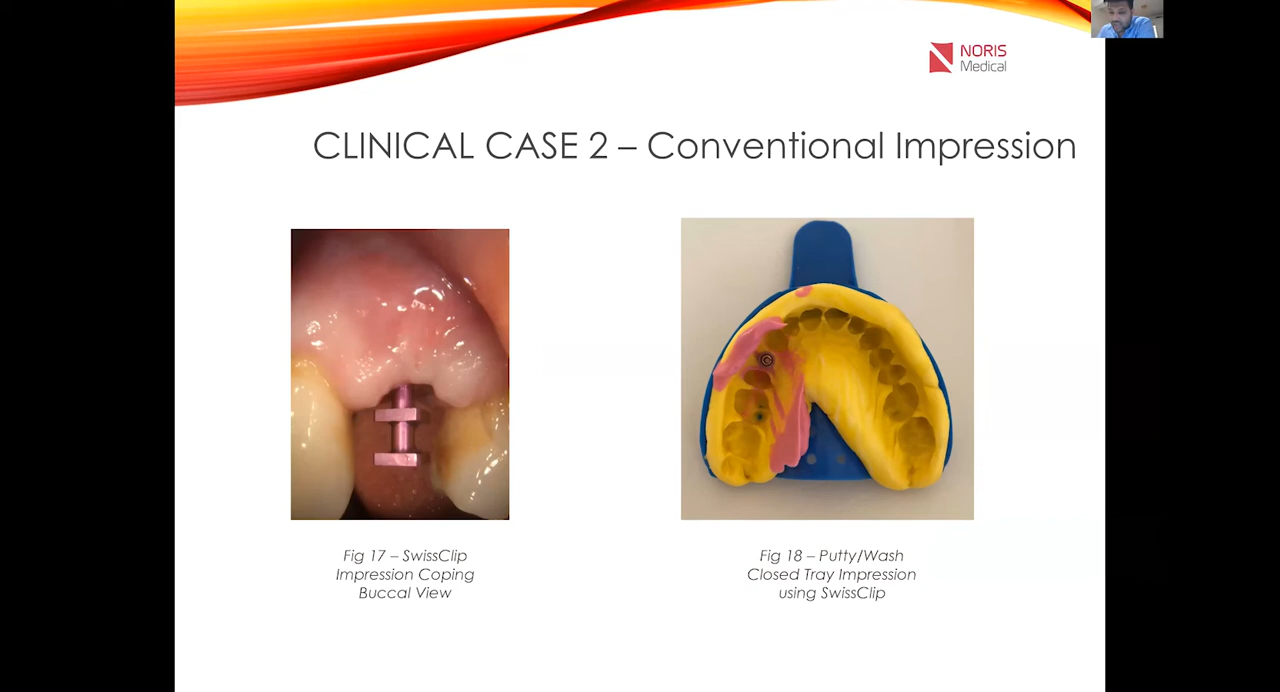 NORIS
Medical
CLINICAL CASE 2 – Conventional Impression
Fig 17 – SwissClip
Impression Coping
Buccal View
Fig 18 – Putty/Wash
Closed Tray Impression
using SwissClip